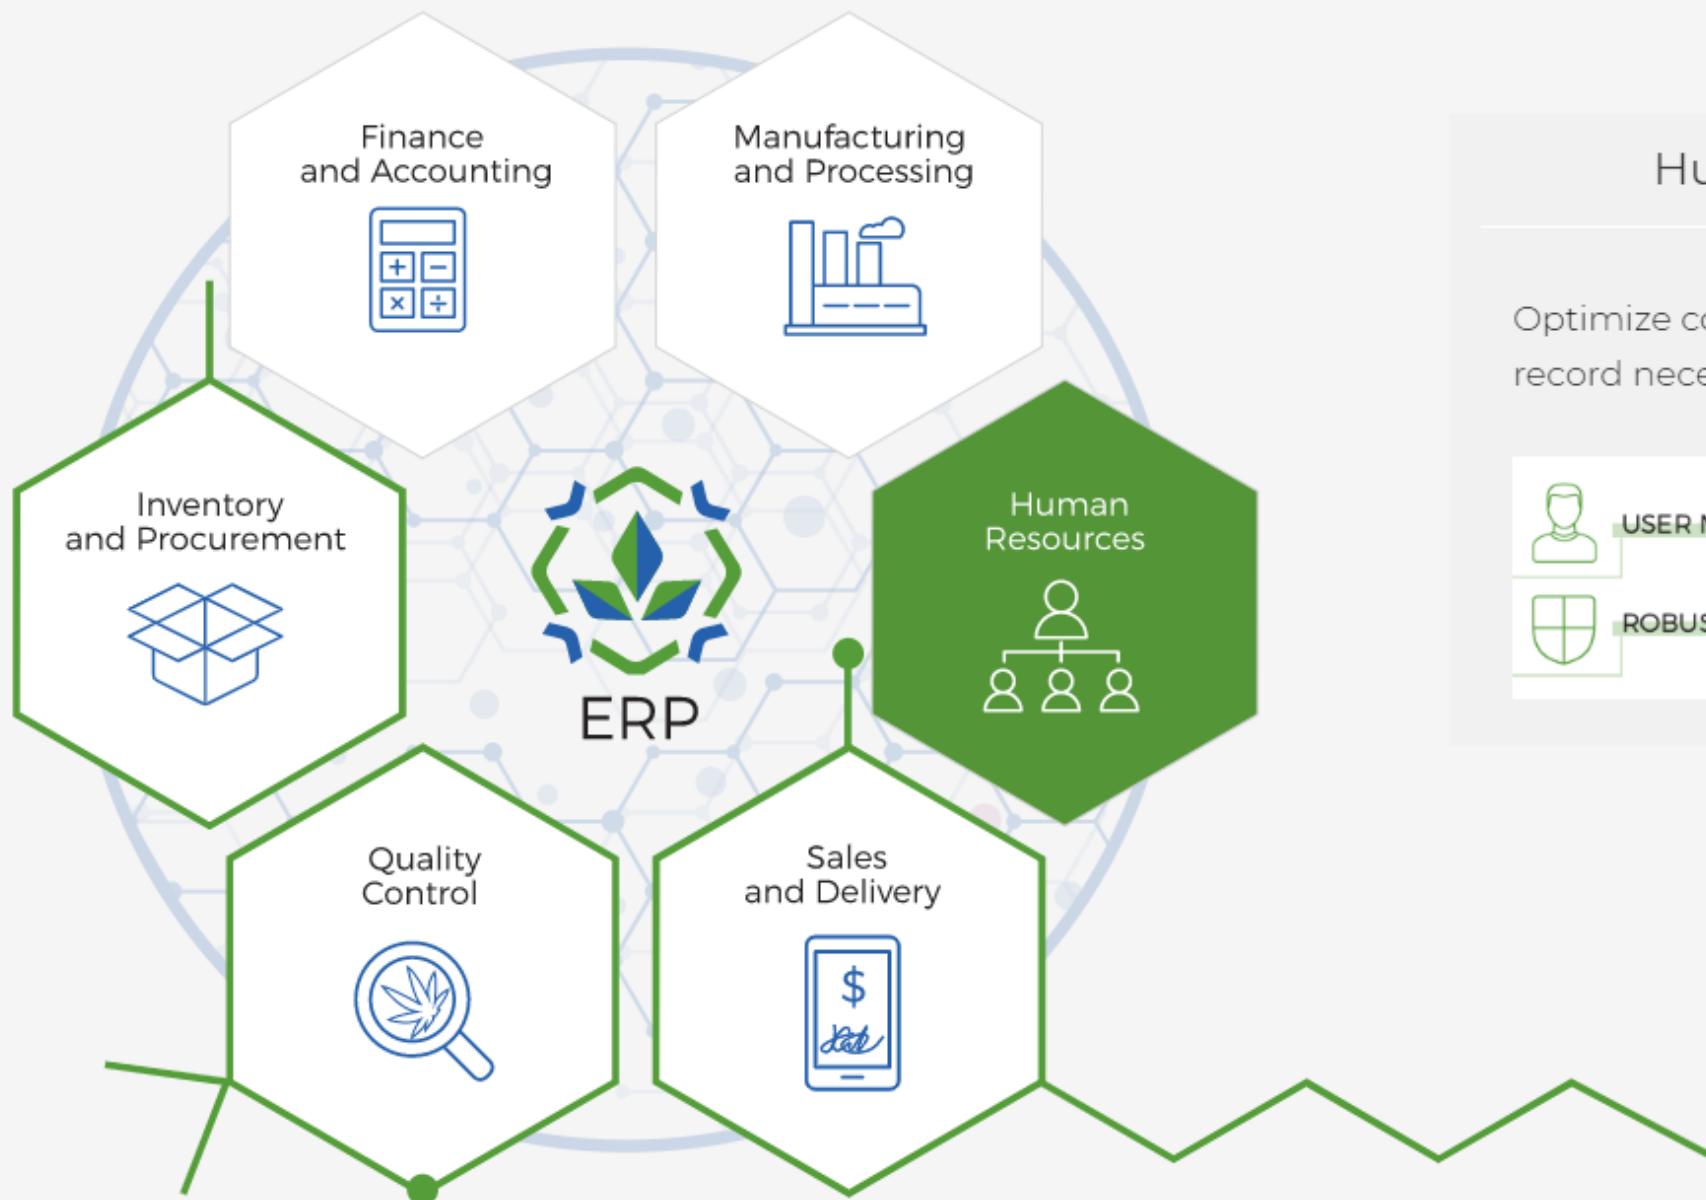 Finance
and Accounting
Manufacturing
and Processing
Inventory
and Procurement
Human
Resources
ERP
Quality
Control
Sales
and Delivery
$
Optimize
record
USER